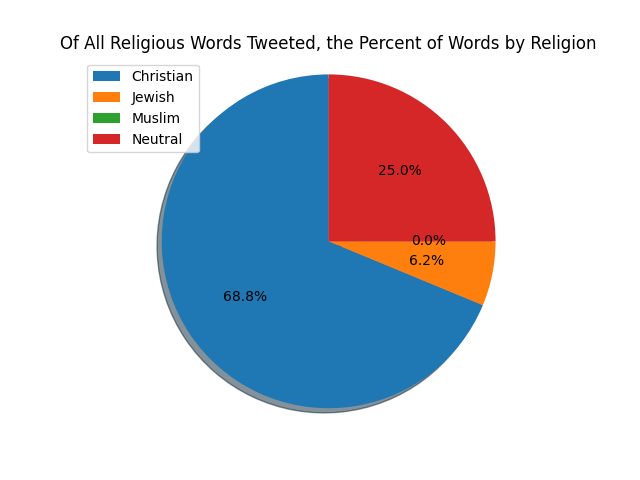 Of All Religious Words Tweeted, the Percent of Words by Religion
Christian
Jewish
Muslim
Neutral
25.0%
0.0%
6.2%
68.8%